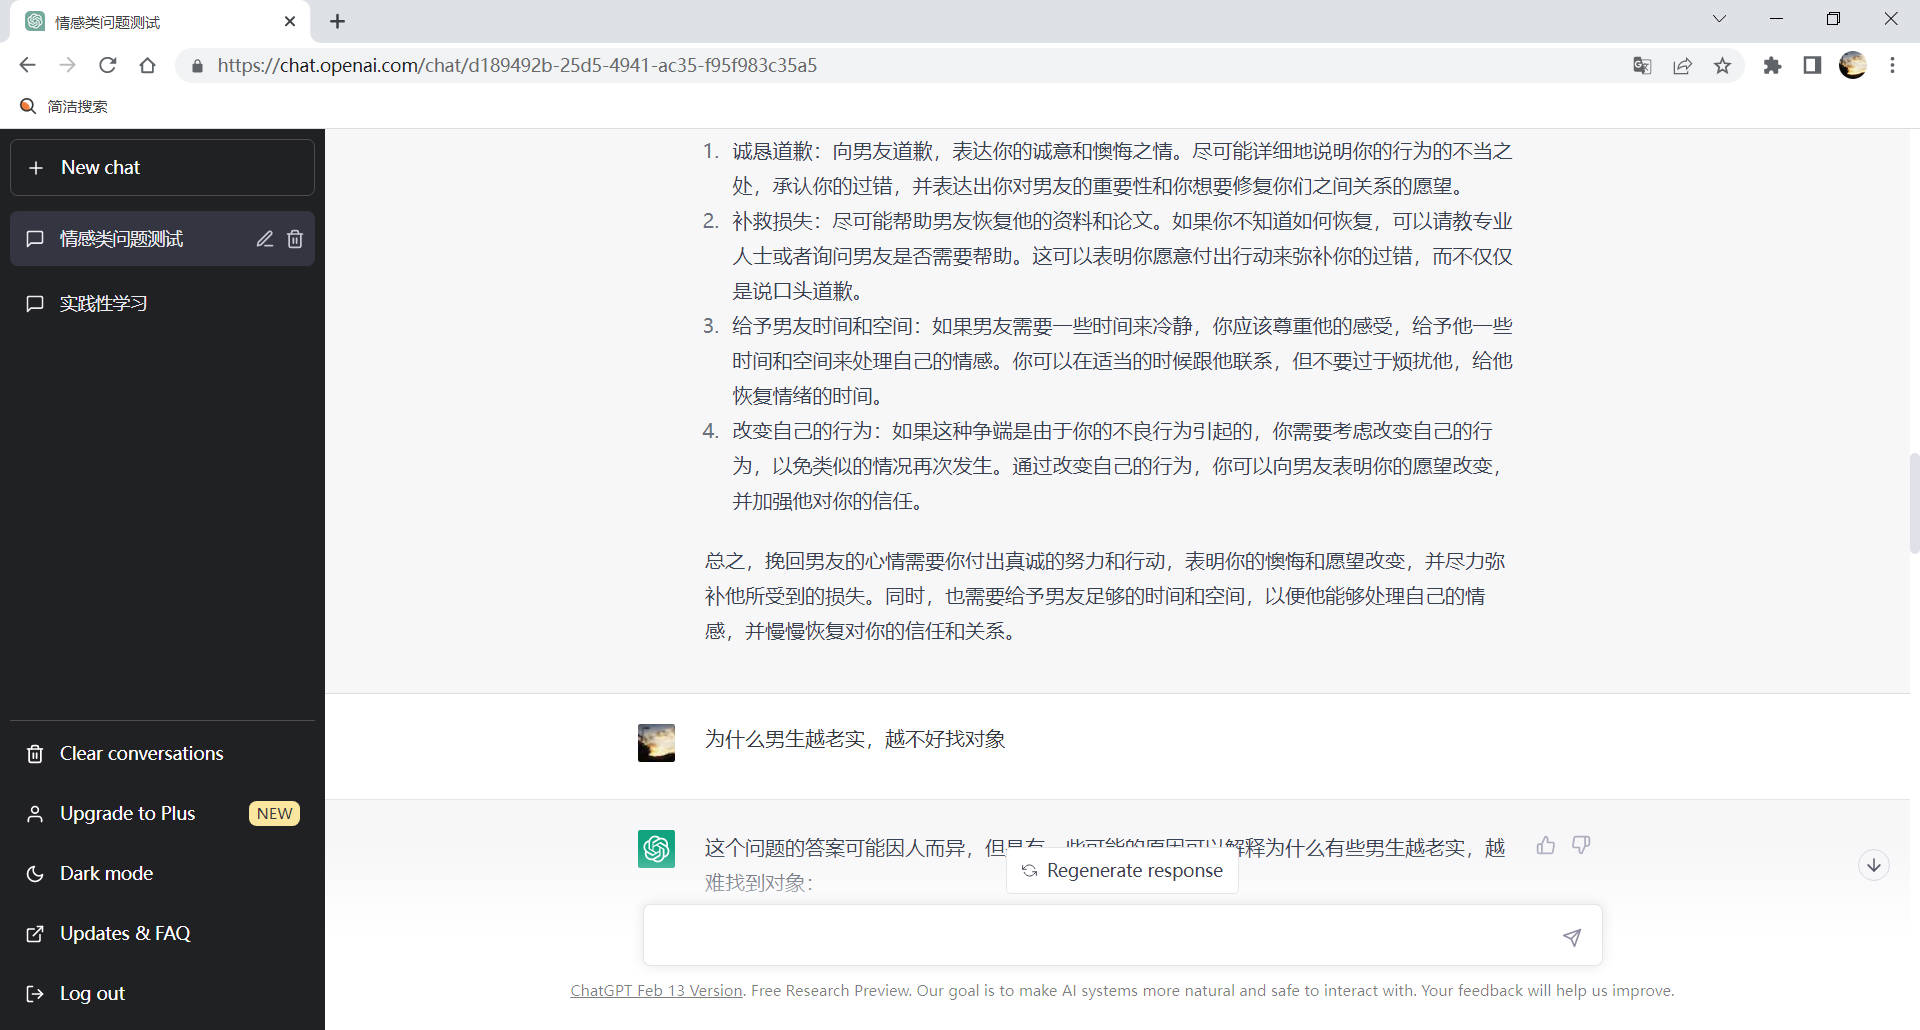 情感类问题测试
https://chat.openai.com/chat/d189492b-25d5-4941-ac35-f95f983c35a5
简洁搜索
New chat
情感类问题测试
实践性学习
Clear conversations
Upgrade to Plus NEW
Dark mode
Updates & FAQ
Log out
1. 诚恳道歉：向男友道歉，表达你的诚意和懊悔之情。尽可能详细地说明你的行为的不当之
处，承认你的过错，并表达出你对男友的重要性和你想要修复你们之间关系的愿望。
2. 补救损失：尽可能帮助男友恢复他的资料和论文。如果你不知道如何恢复，可以请教专业
人士或者询问男友是否需要帮助。这可以表明你愿意付出行动来弥补你的过错，而不仅仅
是说口头道歉。
3. 给予男友时间和空间：如果男友需要一些时间来冷静，你应该尊重他的感受，给予他一些
时间和空间来处理自己的情感。你可以在适当的时候跟他联系，但不要过于烦扰他，给他
恢复情绪的时间。
4. 改变自己的行为：如果这种争端是由于你的不良行为引起的，你需要考虑改变自己的行
为，以免类似的情况再次发生。通过改变自己的行为，你可以向男友表明你的愿望改变，
并加强他对你的信任。
总之，挽回男友的心情需要你付出真诚的努力和行动，表明你的懊悔和愿望改变，并尽力弥
补他所受到的损失。同时，也需要给予男友足够的时间和空间，以便他能够处理自己的情
感，并慢慢恢复对你的信任和关系。
为什么男生越老实，越不好找对象
这个问题的答案可能因人而异，但是有一些可能的原因可以解释为什么有些男生越老实，越
难找到对象：
Regenerate response
ChatGPT Feb 13 Version. Free Research Preview. Our goal is to make AI systems more natural and safe to interact with. Your feedback will help us improve.